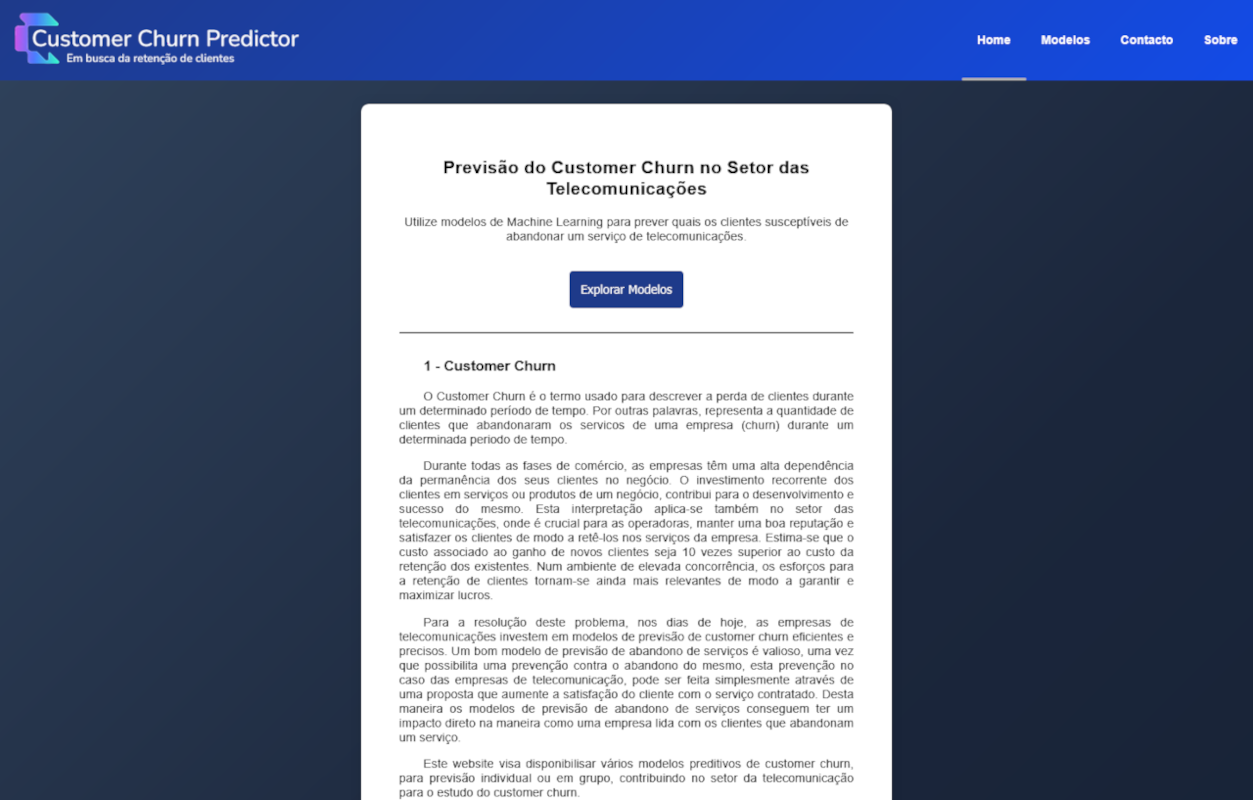 Customer Churn Predictor
Em busca da retenção de clientes
Home Modelos Contacto Sobre
Previsão do Customer Churn no Setor das
Telecomunicações
Utilize modelos de Machine Learning para prever quais os clientes susceptíveis de
abandonar um serviço de telecomunicações.
Explorar Modelos
1 - Customer Churn
O Customer Churn é o termo usado para descrever a perda de clientes durante
um determinado período de tempo. Por outras palavras, representa a quantidade de
clientes que abandonaram os servicos de uma empresa (churn) durante um
determinada periodo de tempo.
Durante todas as fases de comércio, as empresas têm uma alta dependência
da permanência dos seus clientes no negócio. O investimento recorrente dos
clientes em serviços ou produtos de um negócio, contribui para o desenvolvimento e
sucesso do mesmo. Esta interpretação aplica-se também no setor das
telecomunicações, onde é crucial para as operadoras, manter uma boa reputação e
satisfazer os clientes de modo a retê-los nos serviços da empresa. Estima-se que o
custo associado ao ganho de novos clientes seja 10 vezes superior ao custo da
retenção dos existentes. Num ambiente de elevada concorrência, os esforços para
a retenção de clientes tornam-se ainda mais relevantes de modo a garantir e
maximizar lucros.
Para a resolução deste problema, nos dias de hoje, as empresas de
telecomunicações investem em modelos de previsão de customer churn eficientes e
precisos. Um bom modelo de previsão de abandono de serviços é valioso, uma vez
que possibilita uma prevenção contra o abandono do mesmo, esta prevenção no
caso das empresas de telecomunicação, pode ser feita simplesmente através de
uma proposta que aumente a satisfação do cliente com o serviço contratado. Desta
maneira os modelos de previsão de abandono de serviços conseguem ter um
impacto direto na maneira como uma empresa lida com os clientes que abandonam
um serviço.
Este website visa disponibilisar vários modelos preditivos de customer churn,
para previsão individual ou em grupo, contribuindo no setor da telecomunicação
para o estudo do customer churn.